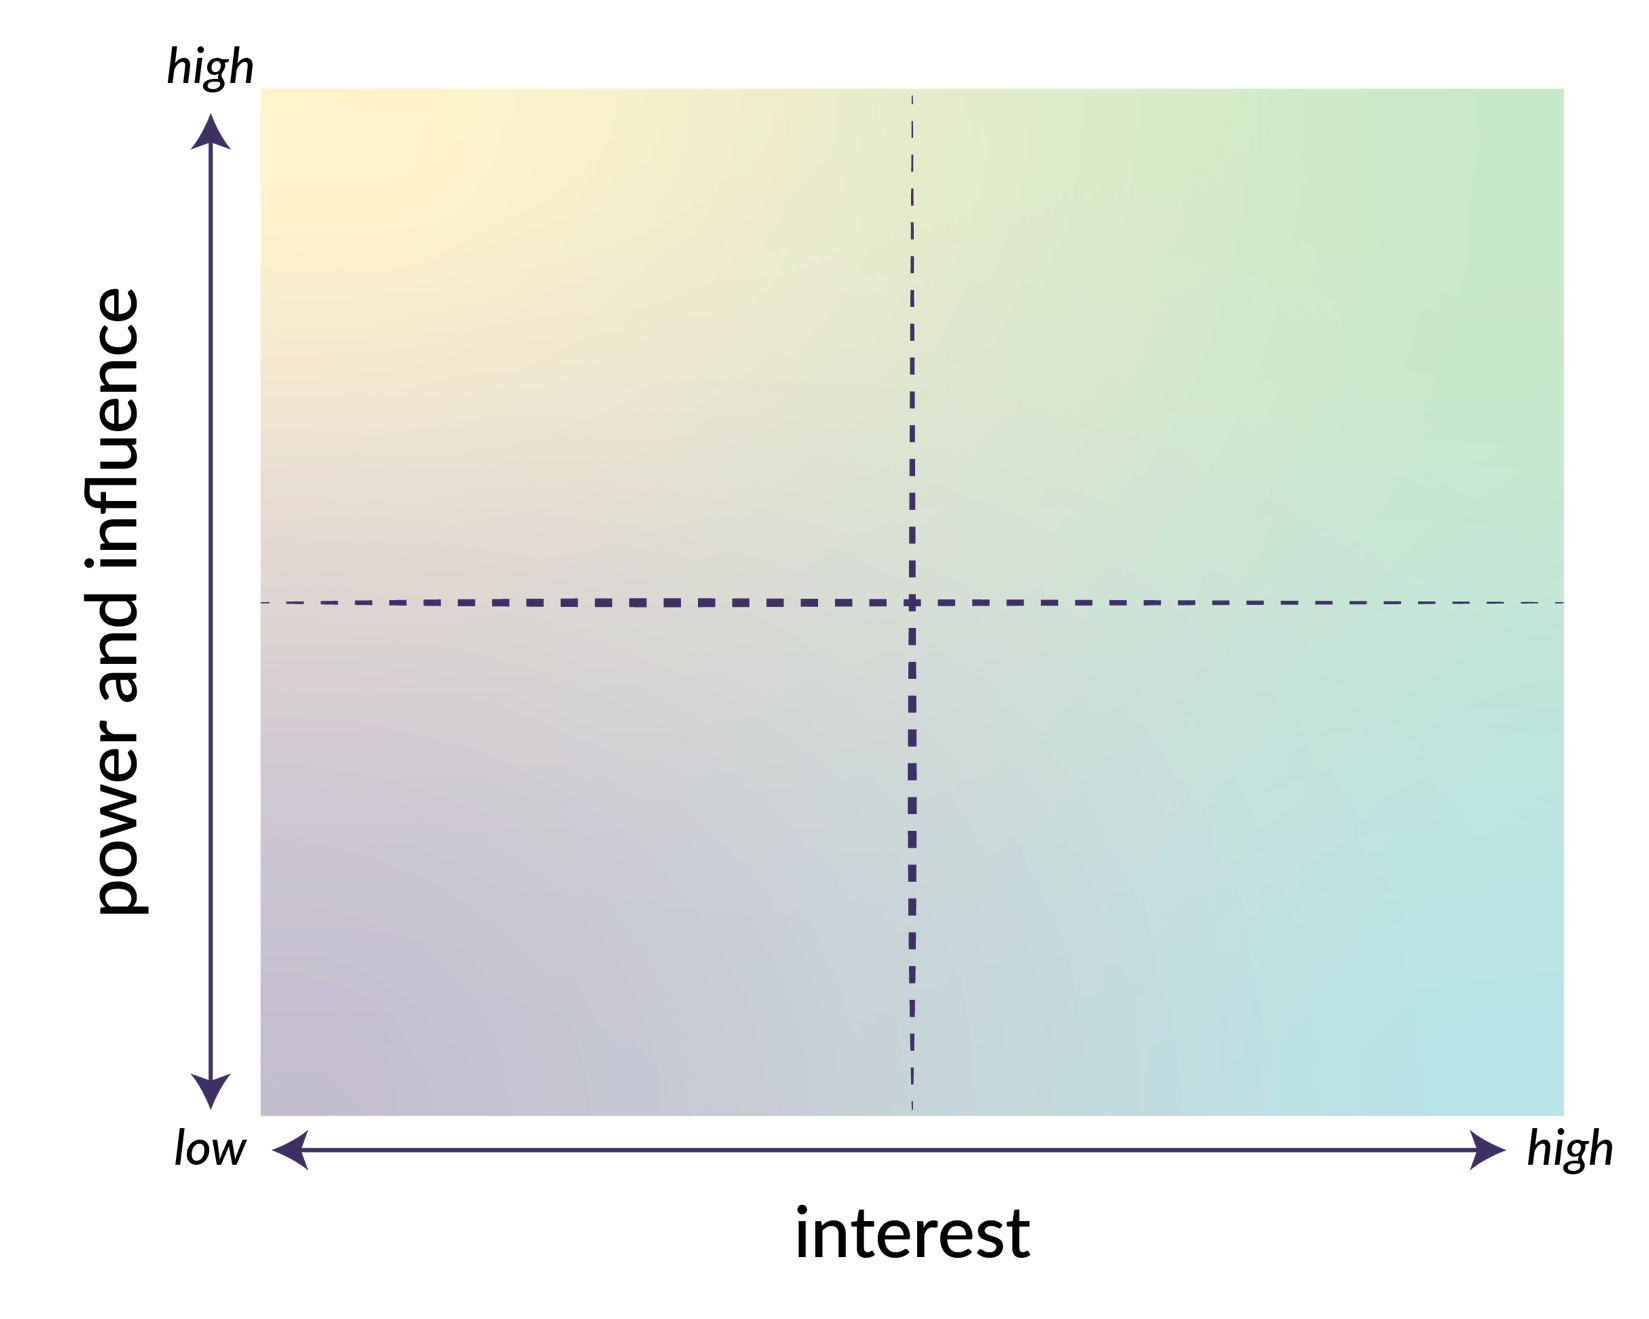 high
power and influence
low
high
interest